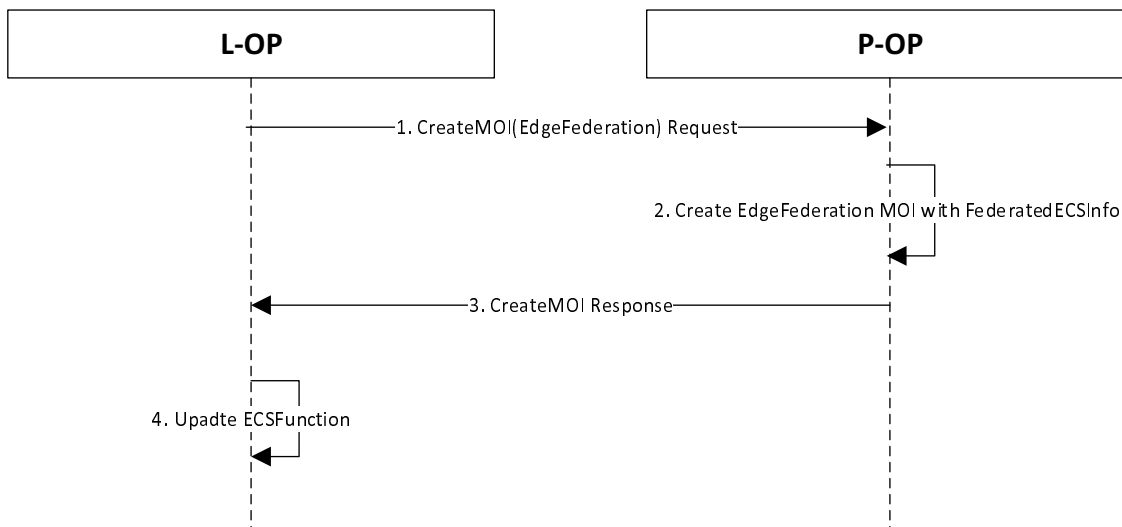 L-OP
P-OP
1. CreateMOI(EdgeFederation) Request
2. Create EdgeFederation MOI with FederatedECSInfo
3. CreateMOI Response
4. Upadte ECSFunction